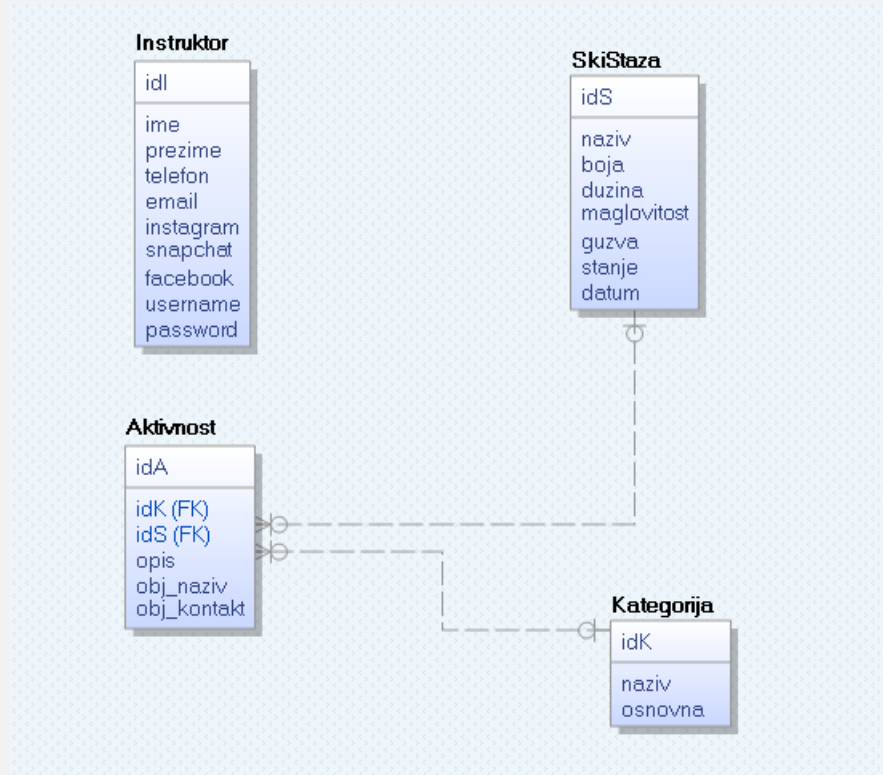 Instruktor
idI
ime
prezime
telefon
email
instagram
snapchat
facebook
username
password
SkiStaza
idS
naziv
boja
duzina
maglovitost
guzva
stanje
datum
Aktivnost
idA
idK (FK)
idS (FK)
opis
obj_naziv
obj_kontakt
Kategorija
idK
naziv
osnovna